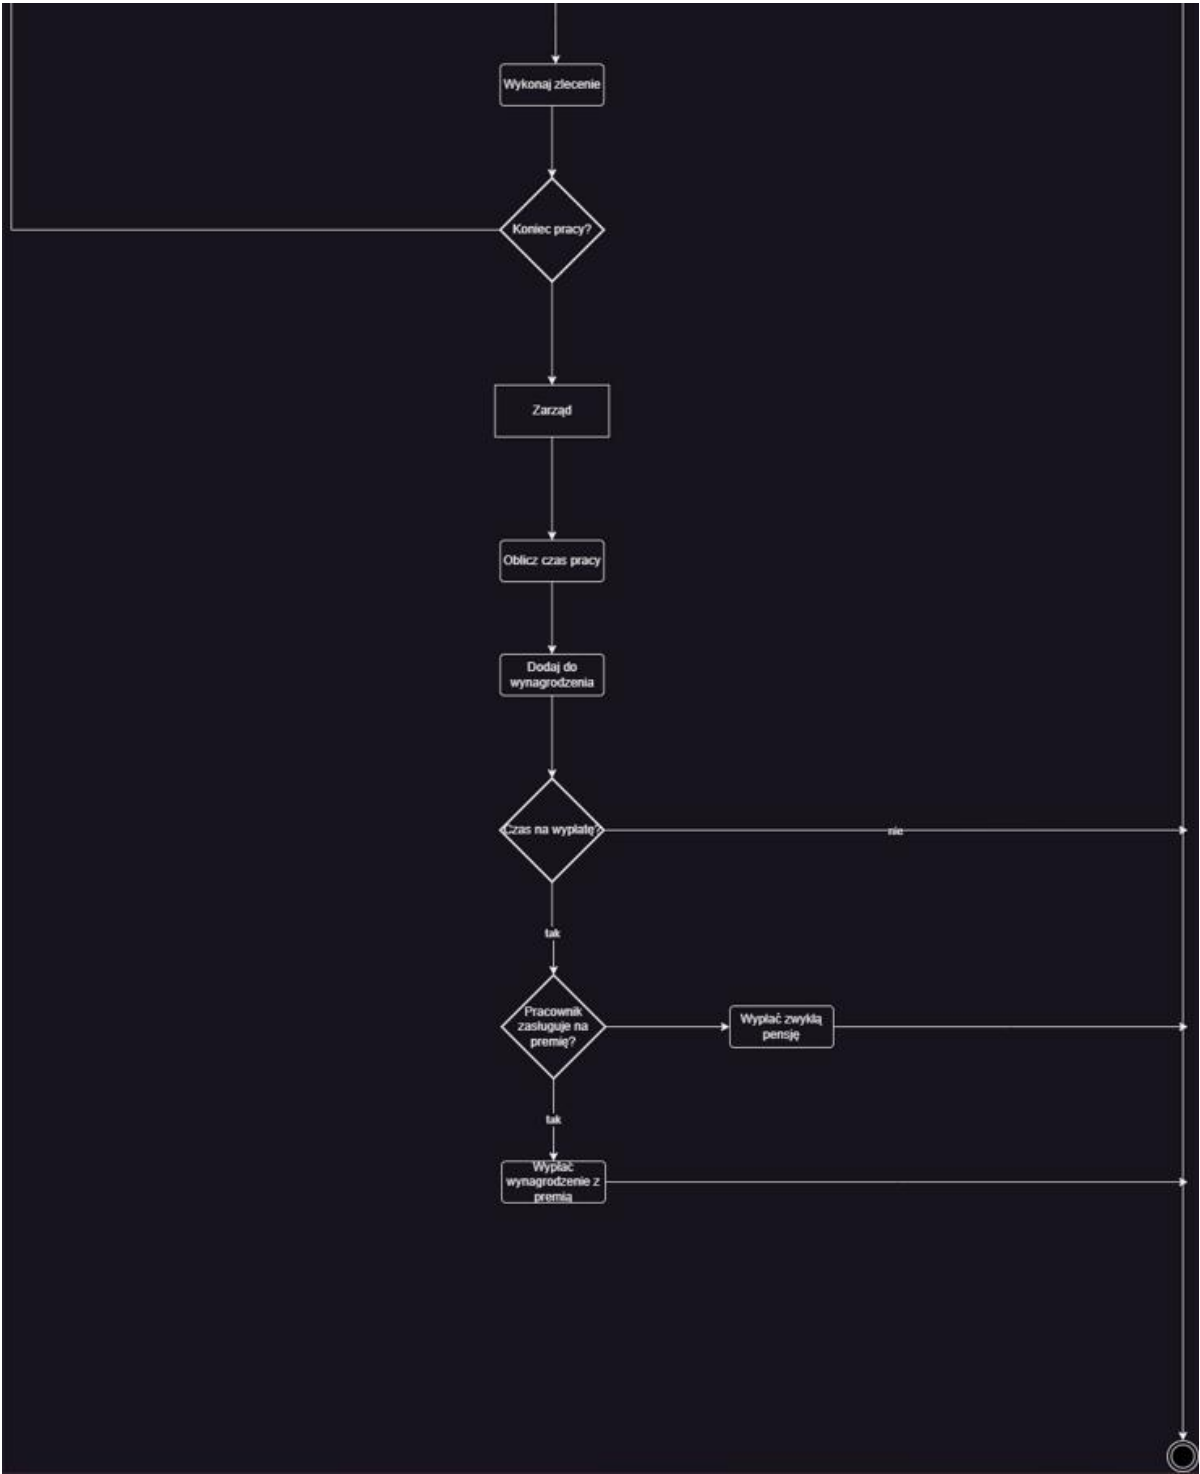 Wykonaj zlecenie
Koniec pracy?
Zarząd
Oblicz czas pracy
Dodaj do
wynagrodzenia
Czas na wypłatę?
nie
tak
Pracownik
zasługuje na
premię?
Wypłać zwykłą
pensję
tak
Wypłać
wynagrodzenie z
premią